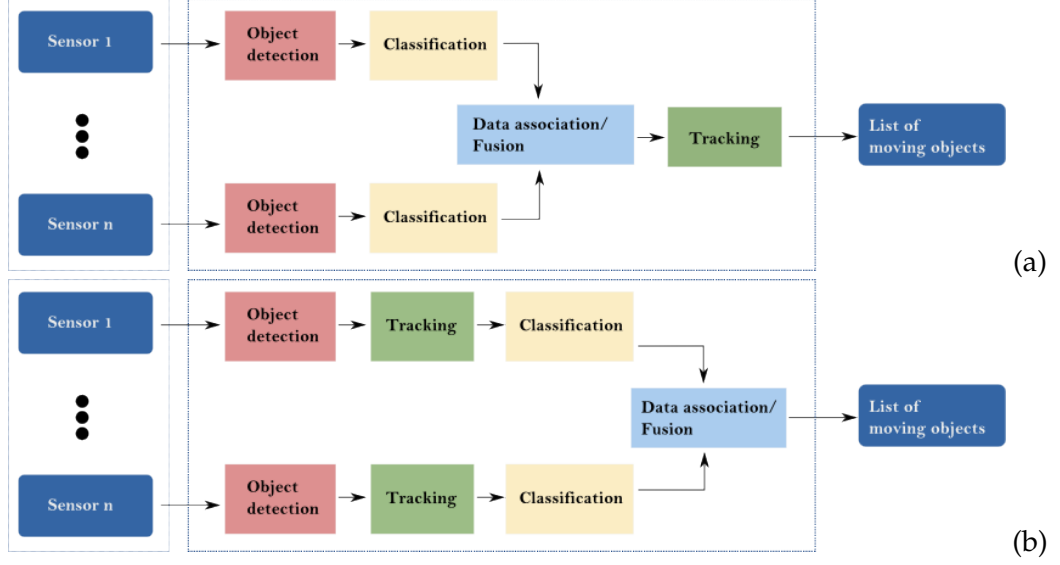 Sensor 1
Object
detection
Classification
Data association/
Fusion
Tracking
List of
moving objects
Sensor n
Object
detection
Classification
(a)
Sensor 1
Object
detection
Tracking
Classification
Data association/
Fusion
List of
moving objects
Sensor n
Object
detection
Tracking
Classification
(b)